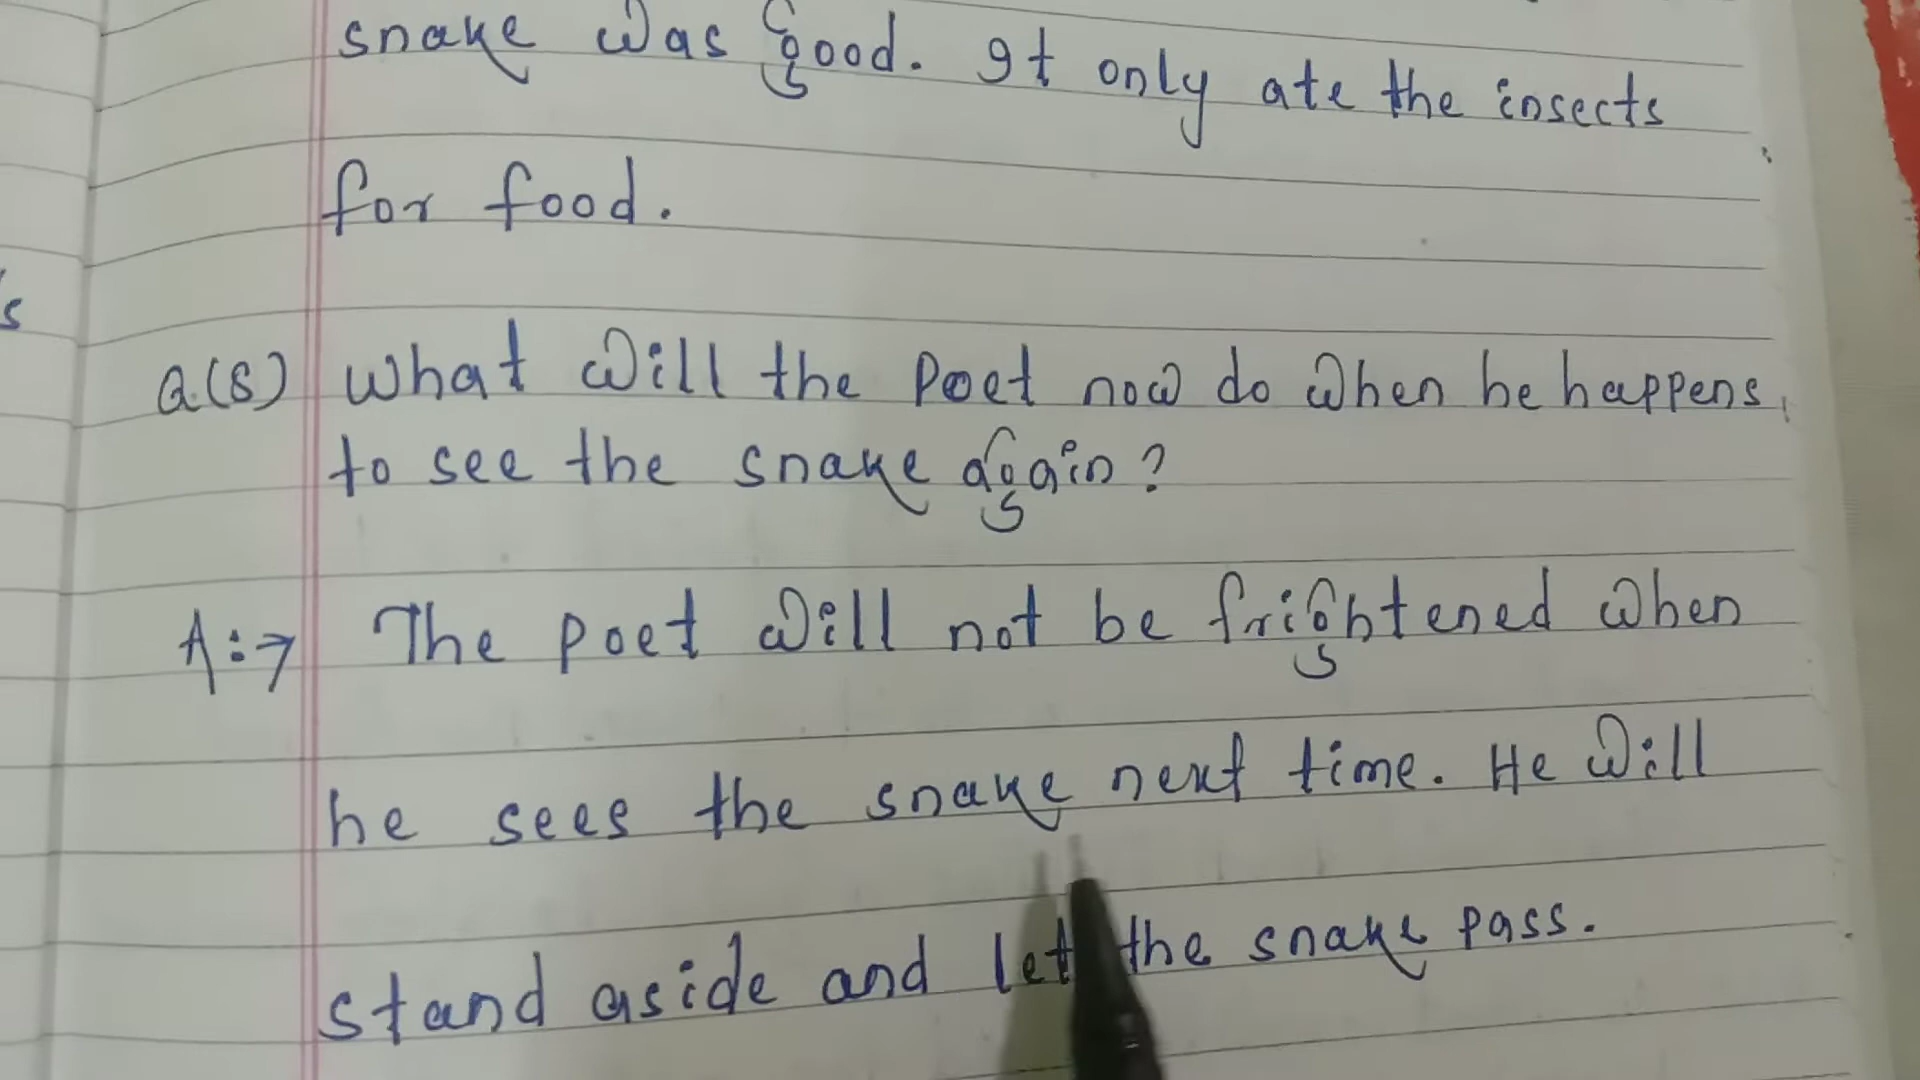 snake was good. It only ate the insects
for food.
Q(8) What will the Poet now do when he happens
to see the snake again?
A:→ The poet will not be frightened when
he sees the snake next time. He will
stand aside and let the snake pass.